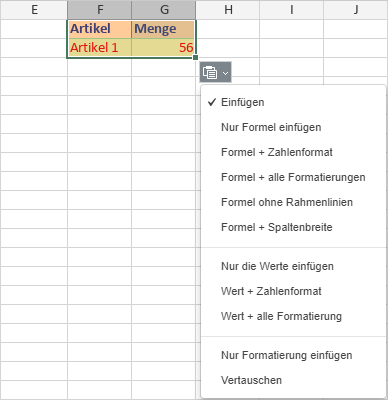 E F G H I J
Artikel Menge
Artikel 1 56
Einfügen
Nur Formel einfügen
Formel + Zahlenformat
Formel + alle Formatierungen
Formel ohne Rahmenlinien
Formel + Spaltenbreite
Nur die Werte einfügen
Wert + Zahlenformat
Wert + alle Formatierung
Nur Formatierung einfügen
Vertauschen